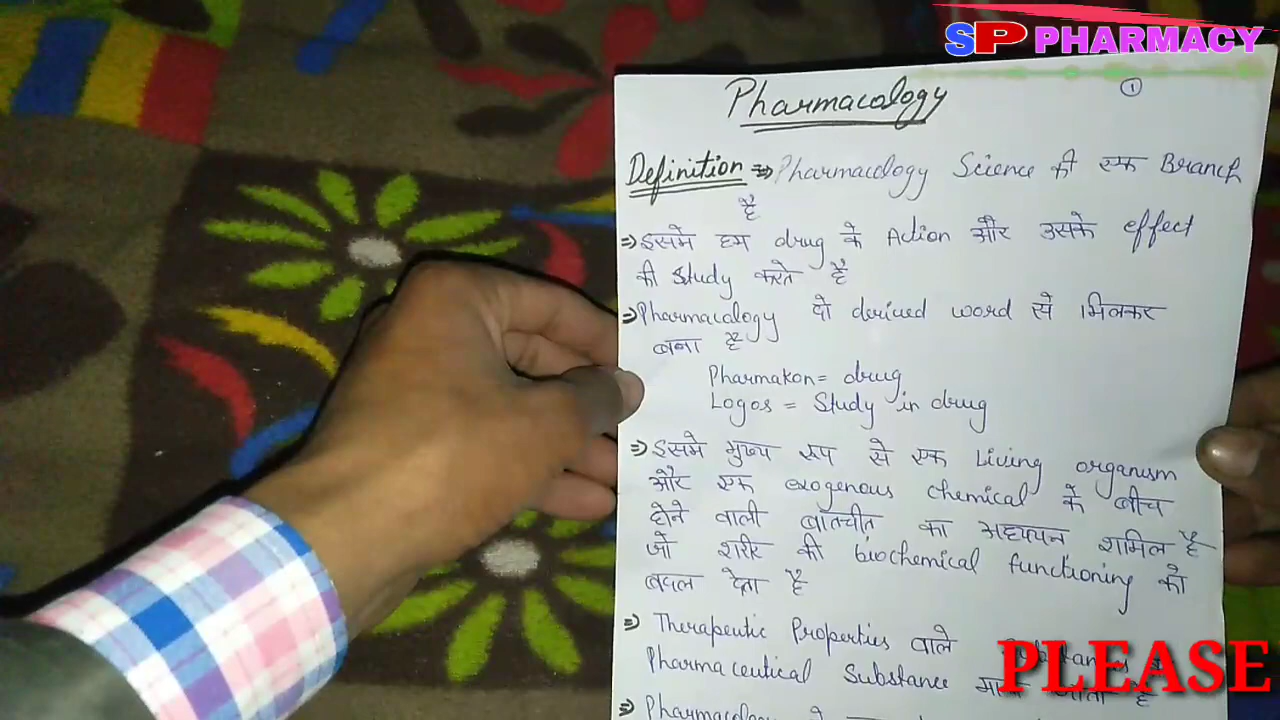 SP PHARMACY
Pharmacology
1
Definition ⇒ Pharmacology Science की एक Branch
है
⇒ इसमे हम drug के Action और उसके effect
की study करते है
⇒ Pharmacology दो derived word से मिलकर
बना है
Pharmakon = drug
Logos = Study in drug
⇒ इसमे मुख्य रूप से एक Living organism
और एक exogenous chemical के बीच
होने वाली बातचीत का अध्ययन शामिल है
जो शरीर की biochemical functioning को
बदल देता है
⇒ Therapeutic Properties वाले
Pharmaceutical Substance माना जाता है
⇒ Pharmacology
PLEASE